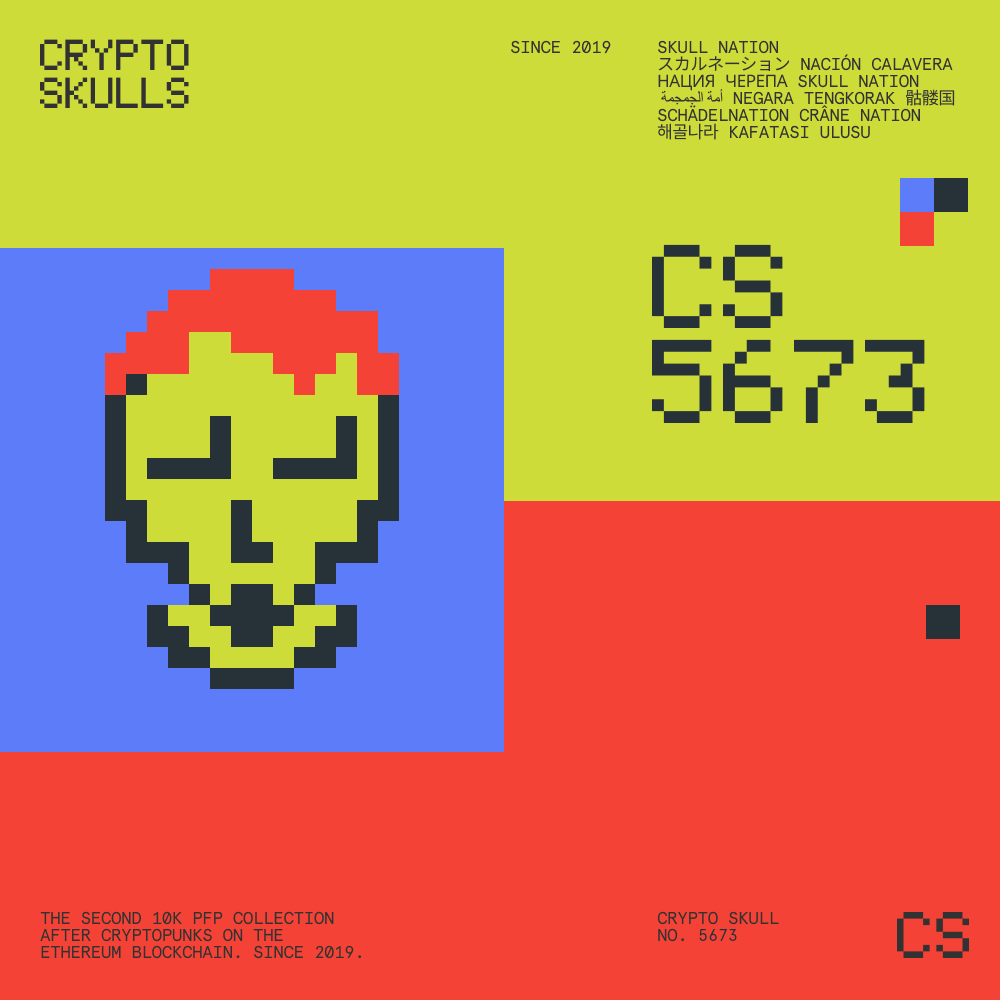 CRYPTO
SKULLS
SINCE 2019
SKULL NATION
スカルネーション NACIÓN CALAVERA
НАЦИЯ ЧЕРЕПА SKULL NATION
أمة الجمجمة NEGARA TENGKORAK 骷髅国
SCHÄDELNATION CRÂNE NATION
해골나라 KAFATASI ULUSU
CS
5673
THE SECOND 10K PFP COLLECTION
AFTER CRYPTOPUNKS ON THE
ETHEREUM BLOCKCHAIN. SINCE 2019.
CRYPTO SKULL
NO. 5673
CS